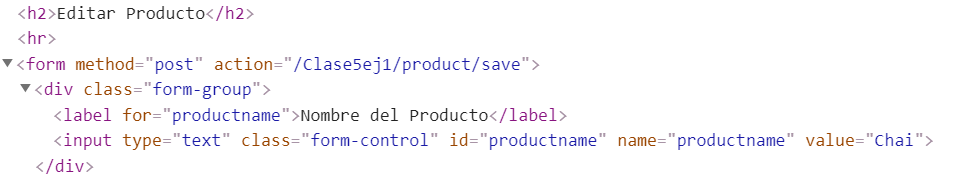 <h2>Editar Producto</h2>
<hr>
<form method="post" action="/Clase5ej1/product/save">
<div class="form-group">
<label for="productname">Nombre del Producto</label>
<input type="text" class="form-control" id="productname" name="productname" value="Chai">
</div>